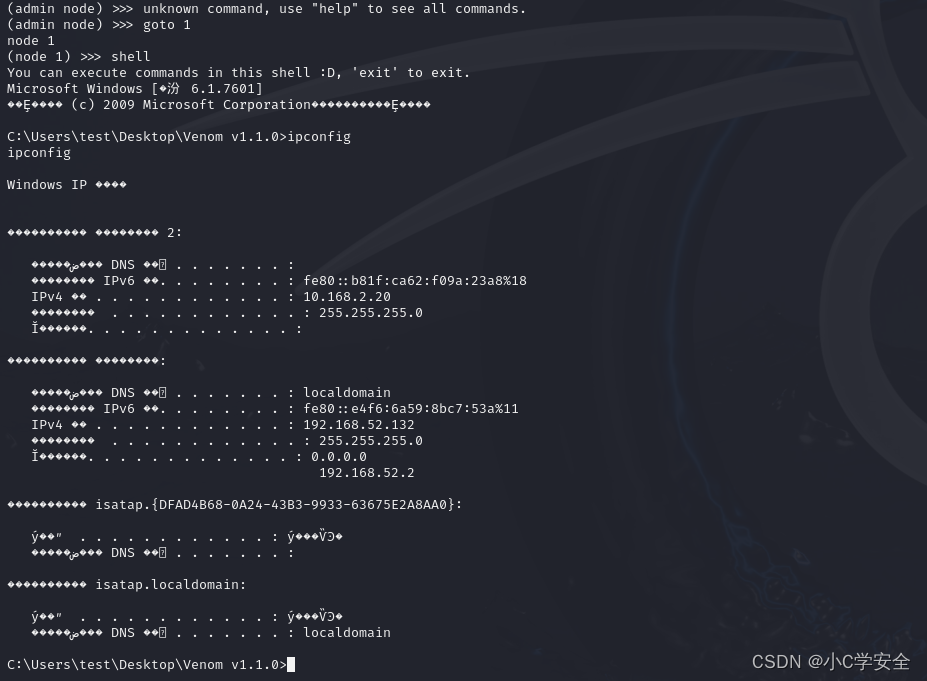 (admin node) >>> unknown command, use "help" to see all commands.
(admin node) >>> goto 1
node 1
(node 1) >>> shell
You can execute commands in this shell :D, 'exit' to exit.
Microsoft Windows [�汾 6.1.7601]
��Ȩ���� (c) 2009 Microsoft Corporation����������Ȩ����
C:\Users\test\Desktop\Venom v1.1.0>ipconfig
ipconfig
Windows IP ����
���������� �������� 2:
�����ض��� DNS ��� . . . . . . . :
�������� IPv6 ��. . . . . . . . : fe80::b81f:ca62:f09a:23a8%18
IPv4 �� . . . . . . . . . . . . : 10.168.2.20
�������� . . . . . . . . . . . . : 255.255.255.0
Ĭ������. . . . . . . . . . . . . :
���������� ��������:
�����ض��� DNS ��� . . . . . . . : localdomain
�������� IPv6 ��. . . . . . . . : fe80::e4f6:6a59:8bc7:53a%11
IPv4 �� . . . . . . . . . . . . : 192.168.52.132
�������� . . . . . . . . . . . . : 255.255.255.0
Ĭ������. . . . . . . . . . . . . : 0.0.0.0
192.168.52.2
���������� isatap.{DFAD4B68-0A24-43B3-9933-63675E2A8AA0}:
ý��״ . . . . . . . . . . . . : ý���ѶϿ�
�����ض��� DNS ��� . . . . . . . :
���������� isatap.localdomain:
ý��״ . . . . . . . . . . . . : ý���ѶϿ�
�����ض��� DNS ��� . . . . . . . : localdomain
C:\Users\test\Desktop\Venom v1.1.0>
CSDN @小C学安全